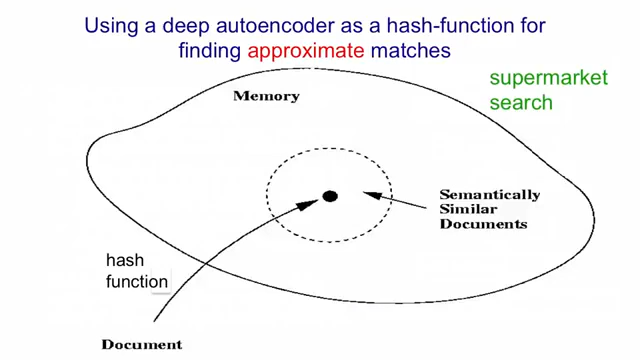 Using a deep autoencoder as a hash-function for
finding approximate matches
supermarket
search
Memory
Semantically
Similar
Documents
hash
function
Document